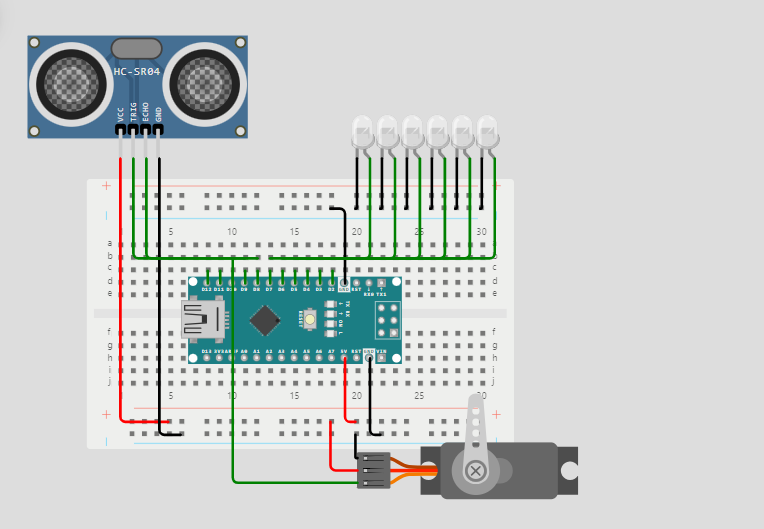 HC-SR04
VCC TRIG ECHO GND
+ +
5 10 20 25 30
a
b b
c c
d d
e e
D12 D11 D10 D9 D8 D7 D6 D5 D4 D3 D2 GND RST RX0 TX1
RESET
TX RX ON L
f f
g g
h h
i i
j j
D13 3V3 AREF A0 A1 A2 A3 A4 A5 A6 A7 5V RST GND VIN
5 10 15 20 25 30
+ +